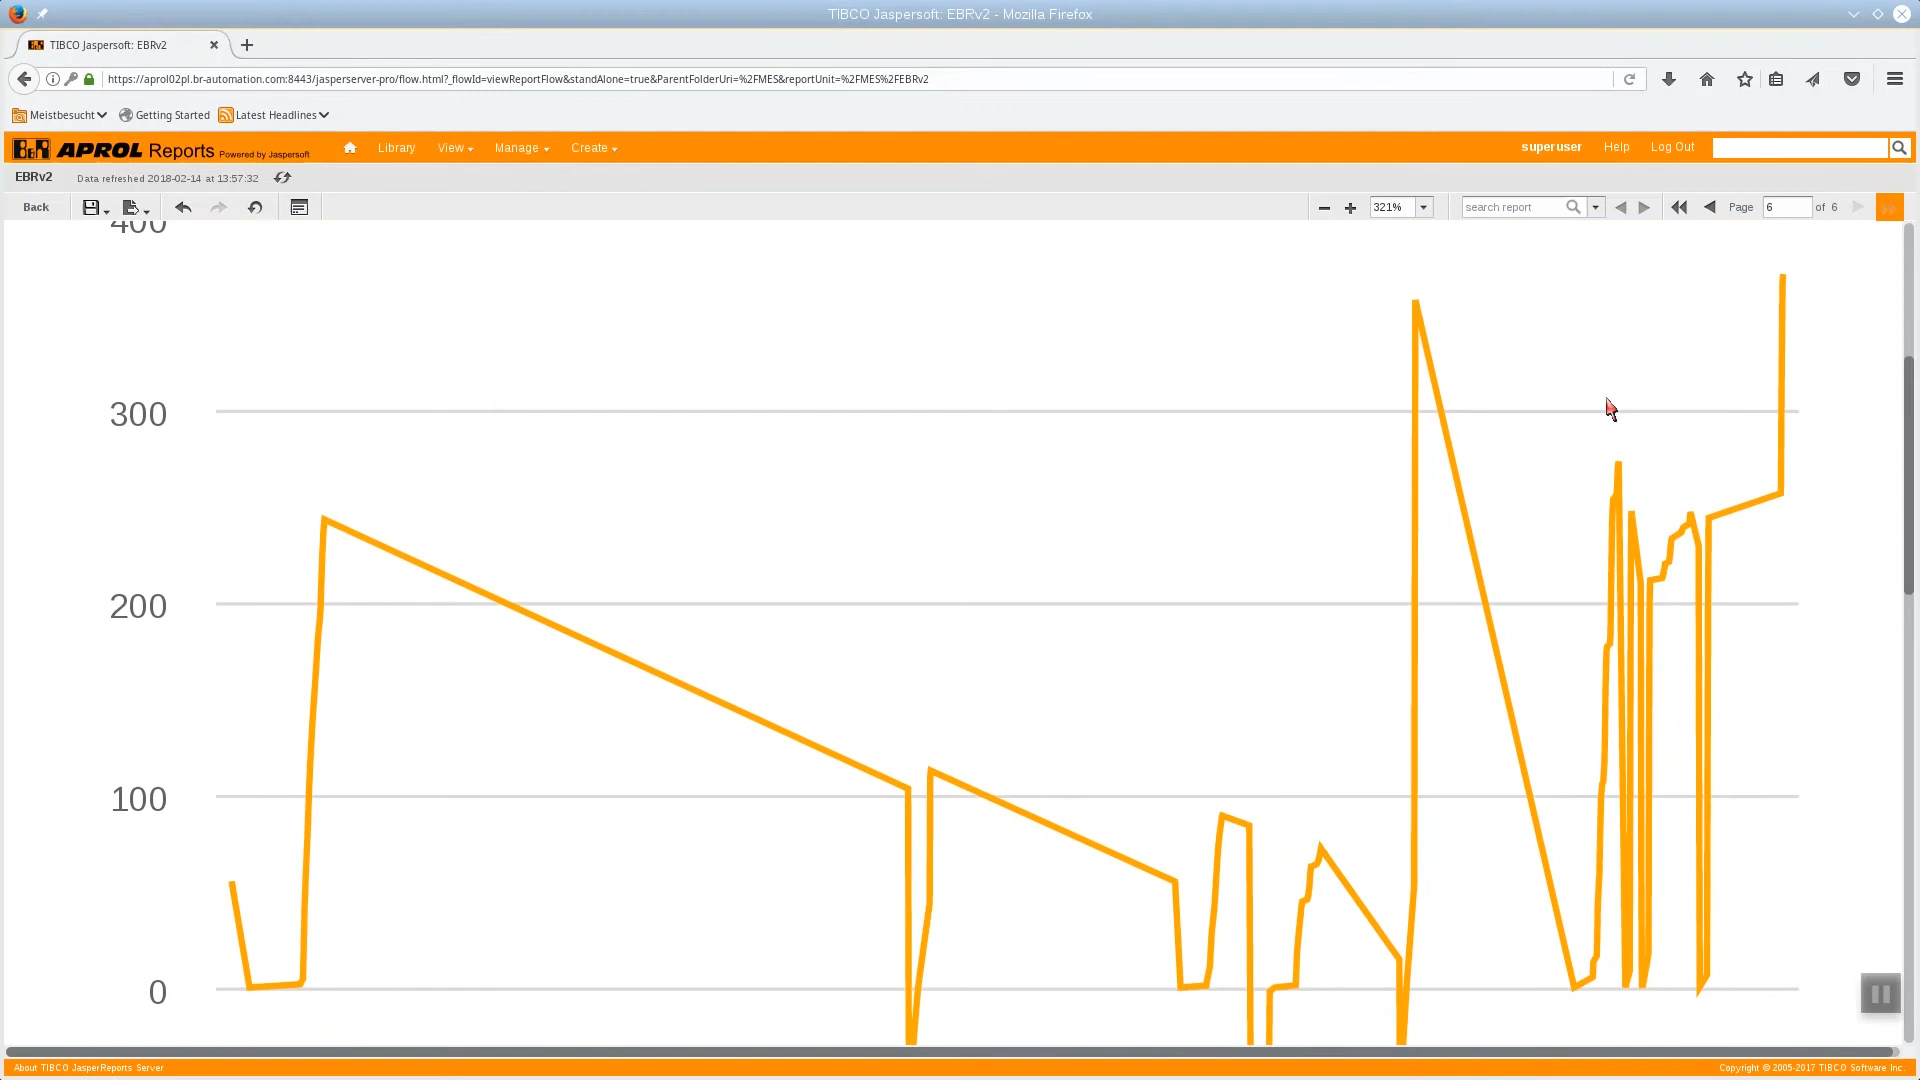 TIBCO Jaspersoft: EBRv2 - Mozilla Firefox
TIBCO Jaspersoft: EBRv2
https://aprol02pl.br-automation.com:8443/jasperserver-pro/flow.html?_flowId=viewReportFlow&standAlone=true&ParentFolderUri=%2FMES&reportUnit=%2FMES%2FEBRv2
Meistbesucht Getting Started Latest Headlines
B&R APROL Reports Powered by Jaspersoft Library View Manage Create superuser Help Log Out
EBRv2 Data refreshed 2018-02-14 at 13:57:32
Back 321% search report Page 6 of 6
400
300
200
100
0
About TIBCO JasperReports Server Copyright © 2005-2017 TIBCO Software Inc.